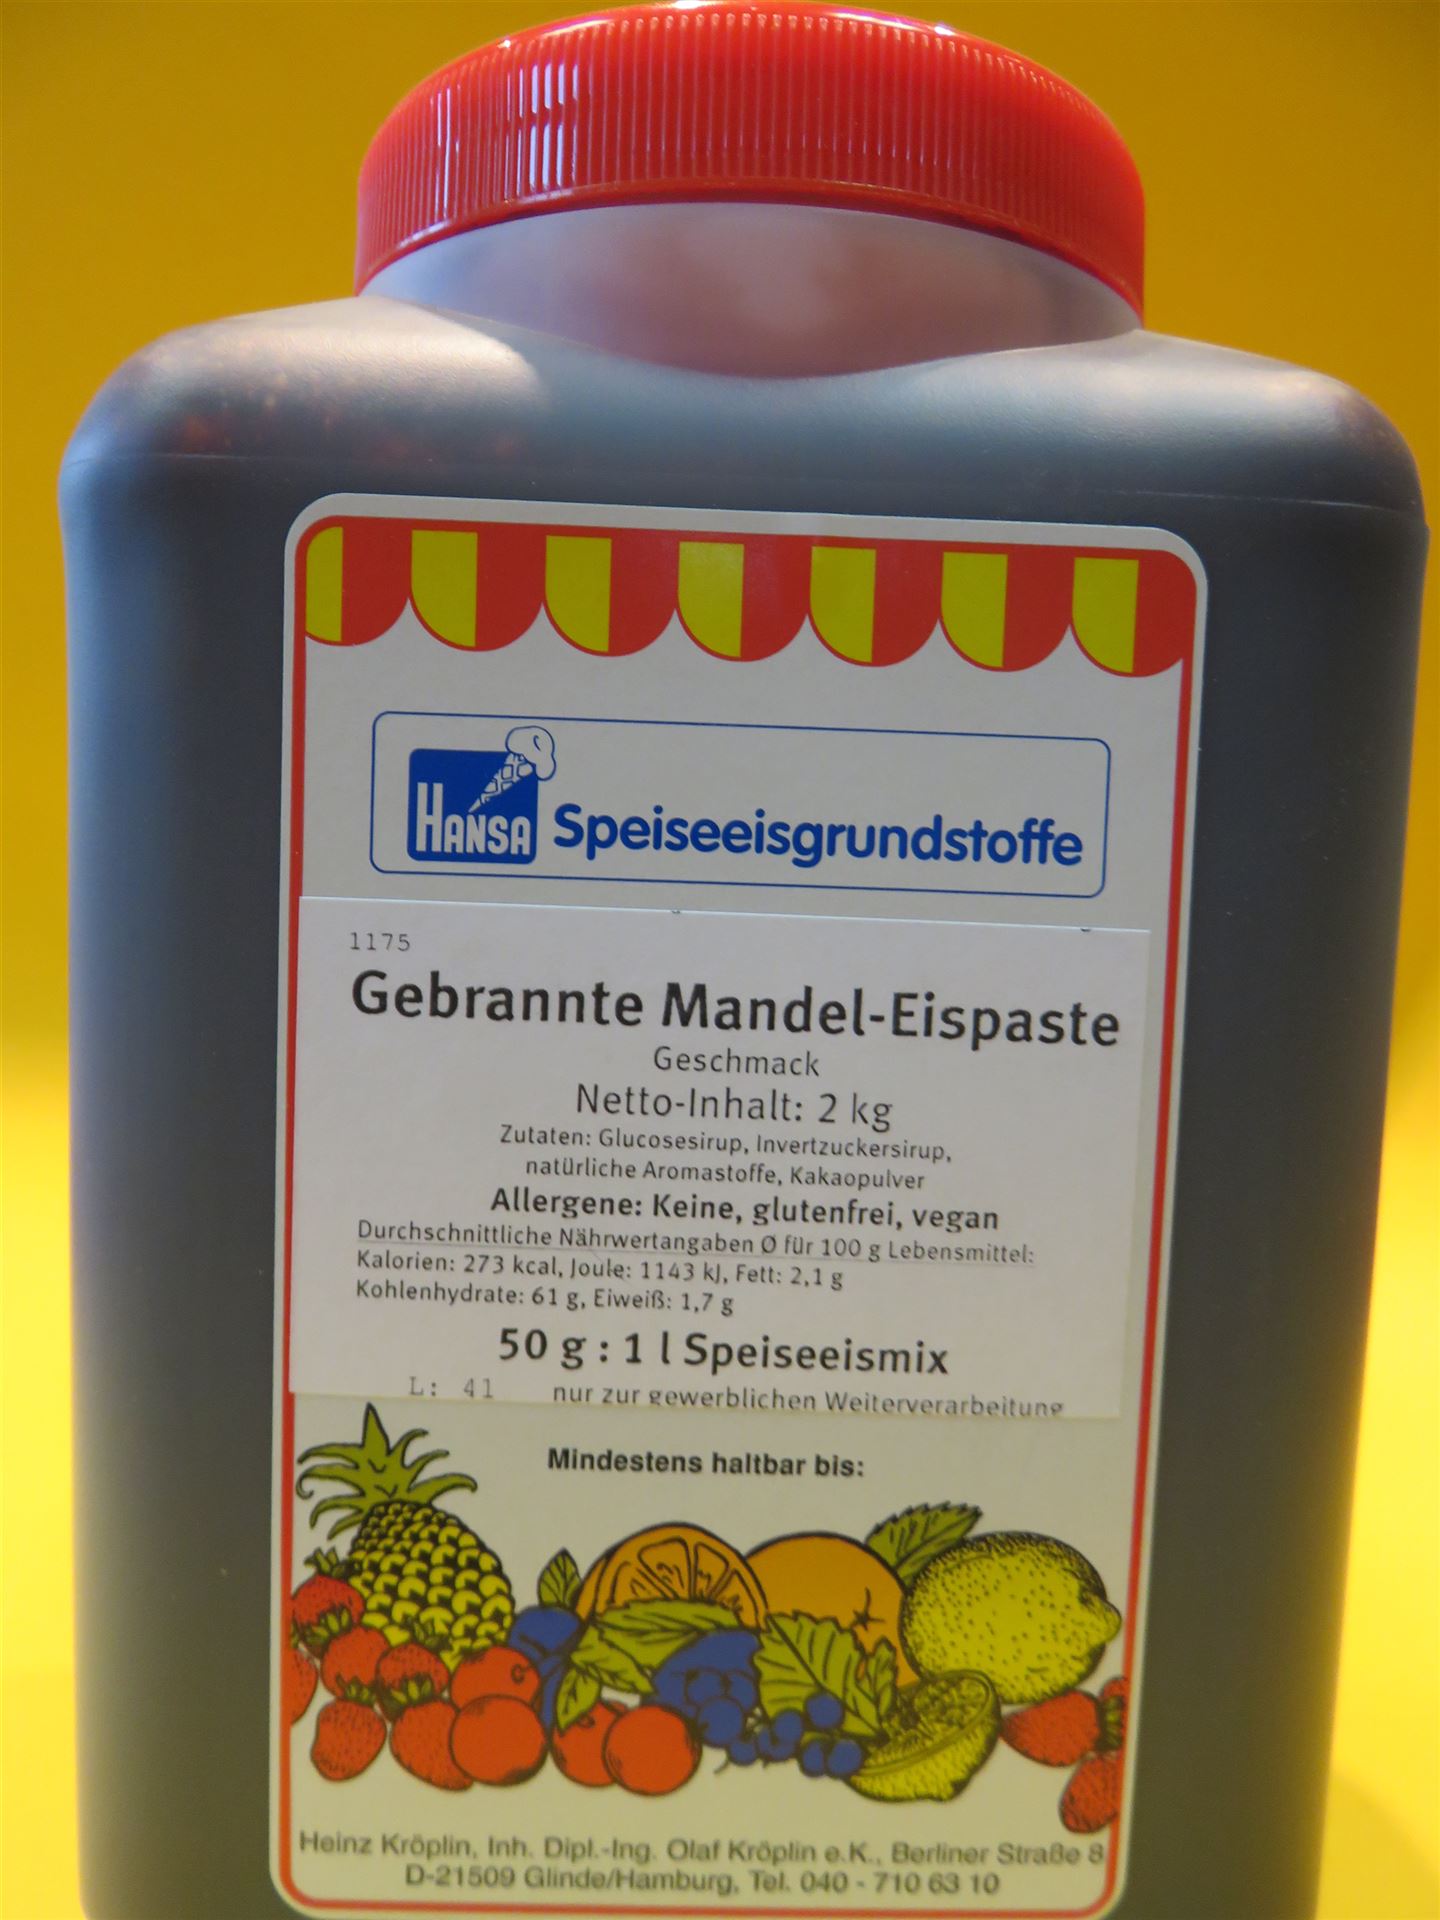 HANSA Speiseeisgrundstoffe
1175
Gebrannte Mandel-Eispaste
Geschmack
Netto-Inhalt: 2 kg
Zutaten: Glucosesirup, Invertzuckersirup,
natürliche Aromastoffe, Kakaopulver
Allergene: Keine, glutenfrei, vegan
Durchschnittliche Nährwertangaben Ø für 100 g Lebensmittel:
Kalorien: 273 kcal, Joule: 1143 kJ, Fett: 2,1 g
Kohlenhydrate: 61 g, Eiweiß: 1,7 g
50 g : 1 l Speiseeismix
L: 41 nur zur gewerblichen Weiterverarbeitung
Mindestens haltbar bis:
Heinz Kröplin, Inh. Dipl.-Ing. Olaf Kröplin e.K., Berliner Straße 8
D-21509 Glinde/Hamburg, Tel. 040 - 710 63 10